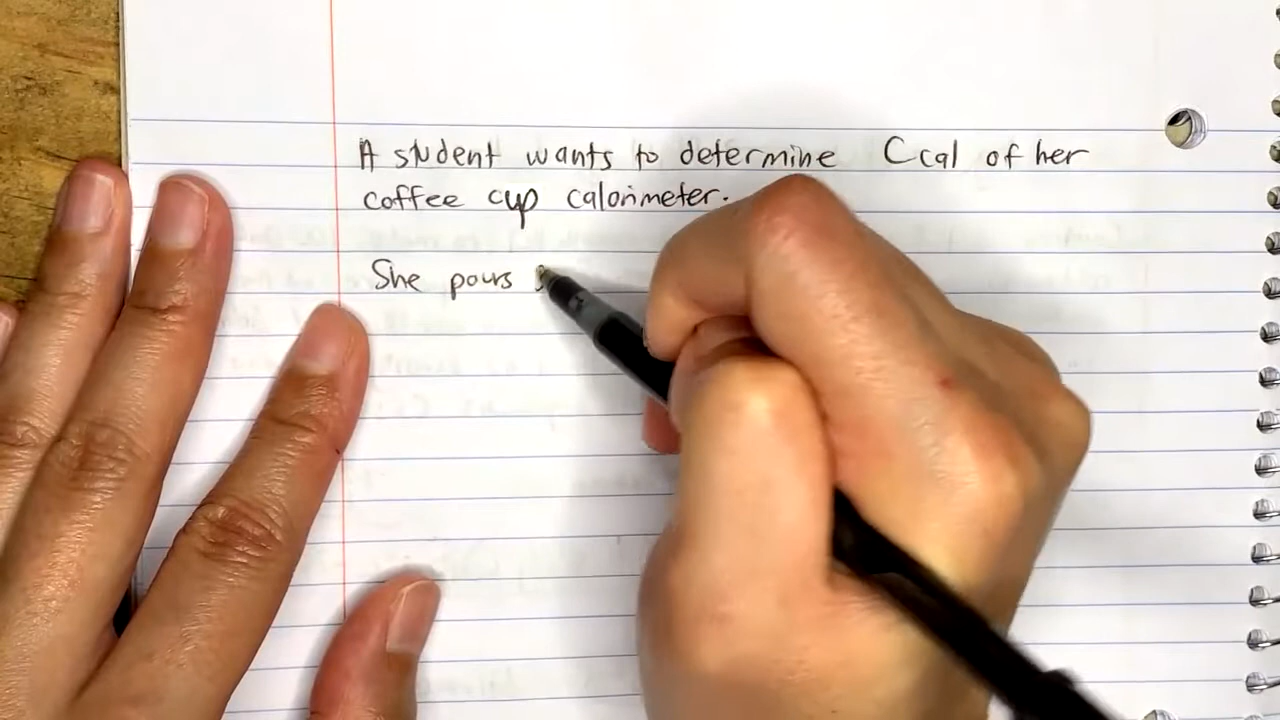 A student wants to determine Ccal of her
coffee cup calorimeter.
She pours